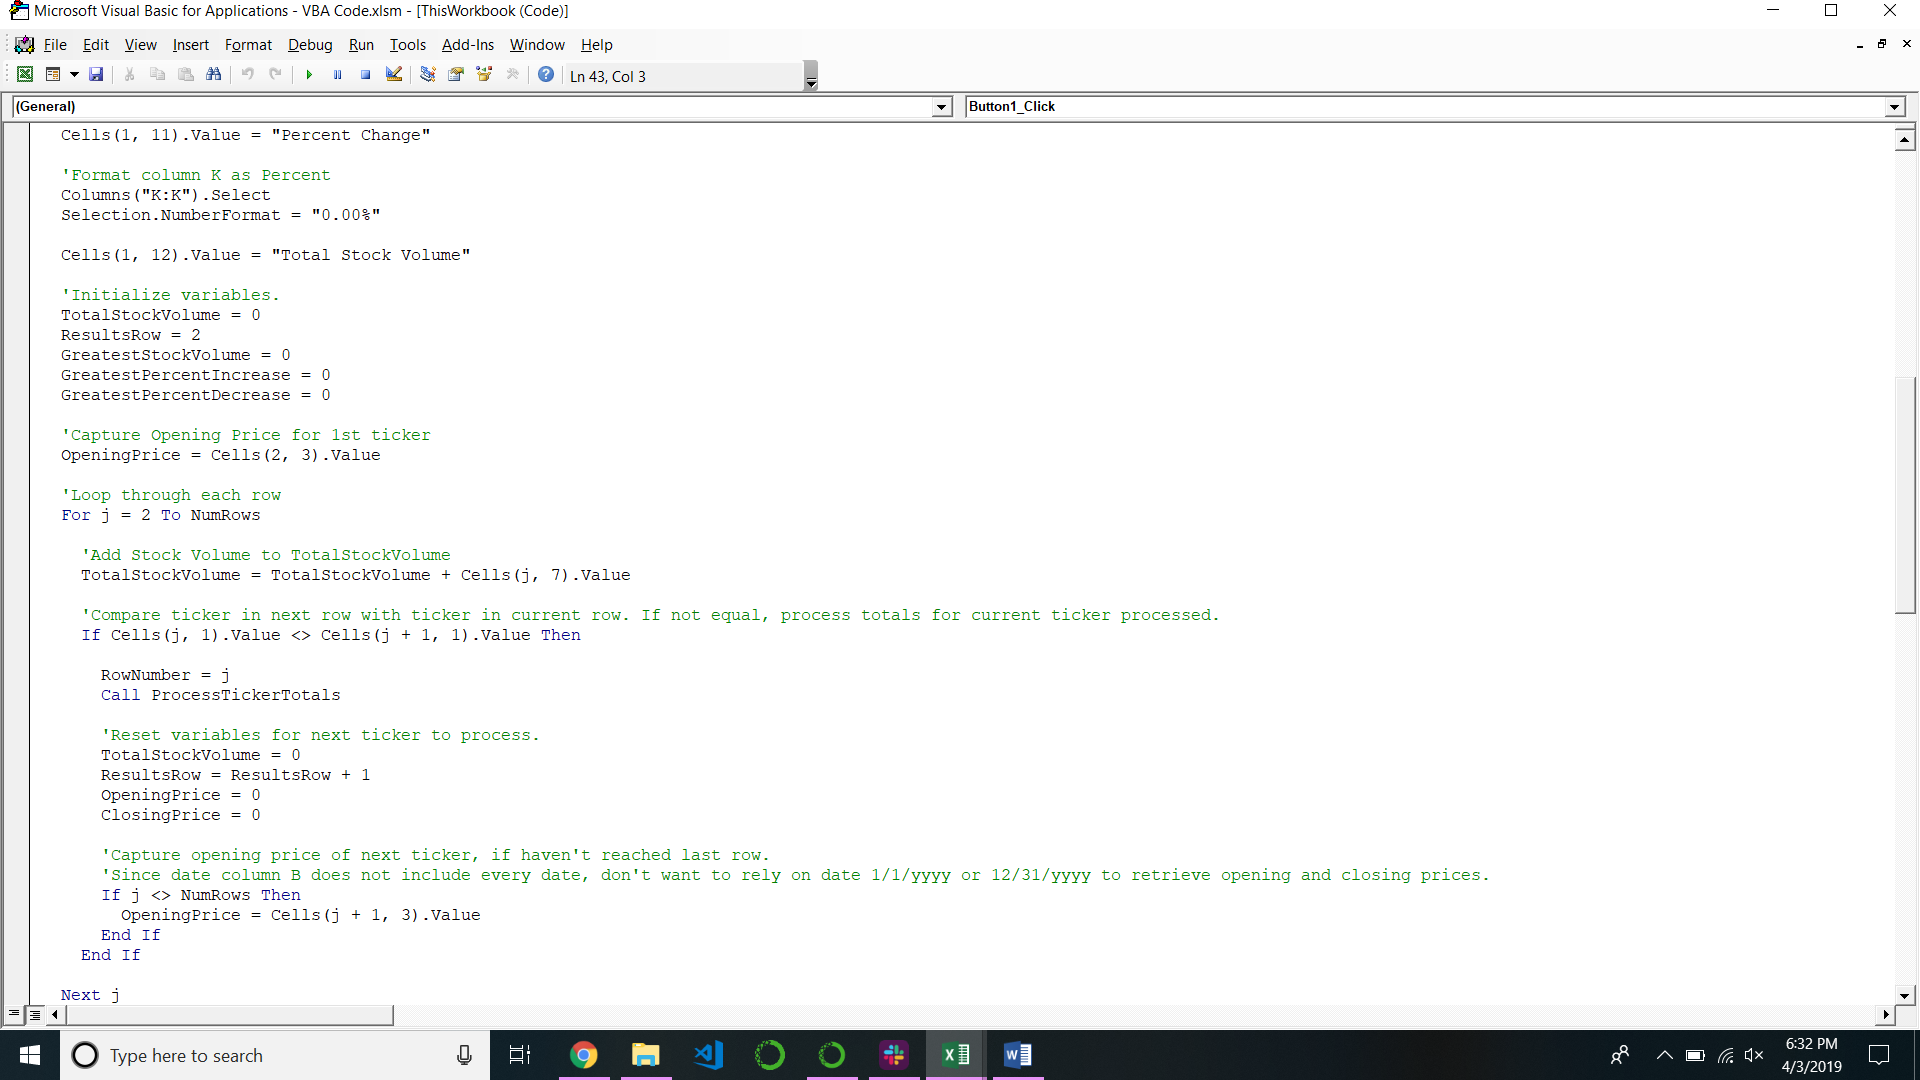 Microsoft Visual Basic for Applications - VBA Code.xlsm - [ThisWorkbook (Code)]
File Edit View Insert Format Debug Run Tools Add-Ins Window Help
Ln 43, Col 3
(General) Button1_Click
Cells(1, 11).Value = "Percent Change"
'Format column K as Percent
Columns("K:K").Select
Selection.NumberFormat = "0.00%"
Cells(1, 12).Value = "Total Stock Volume"
'Initialize variables.
TotalStockVolume = 0
ResultsRow = 2
GreatestStockVolume = 0
GreatestPercentIncrease = 0
GreatestPercentDecrease = 0
'Capture Opening Price for 1st ticker
OpeningPrice = Cells(2, 3).Value
'Loop through each row
For j = 2 To NumRows
'Add Stock Volume to TotalStockVolume
TotalStockVolume = TotalStockVolume + Cells(j, 7).Value
'Compare ticker in next row with ticker in current row. If not equal, process totals for current ticker processed.
If Cells(j, 1).Value <> Cells(j + 1, 1).Value Then
RowNumber = j
Call ProcessTickerTotals
'Reset variables for next ticker to process.
TotalStockVolume = 0
ResultsRow = ResultsRow + 1
OpeningPrice = 0
ClosingPrice = 0
'Capture opening price of next ticker, if haven't reached last row.
'Since date column B does not include every date, don't want to rely on date 1/1/yyyy or 12/31/yyyy to retrieve opening and closing prices.
If j <> NumRows Then
OpeningPrice = Cells(j + 1, 3).Value
End If
End If
Next j
Type here to search
6:32 PM
4/3/2019